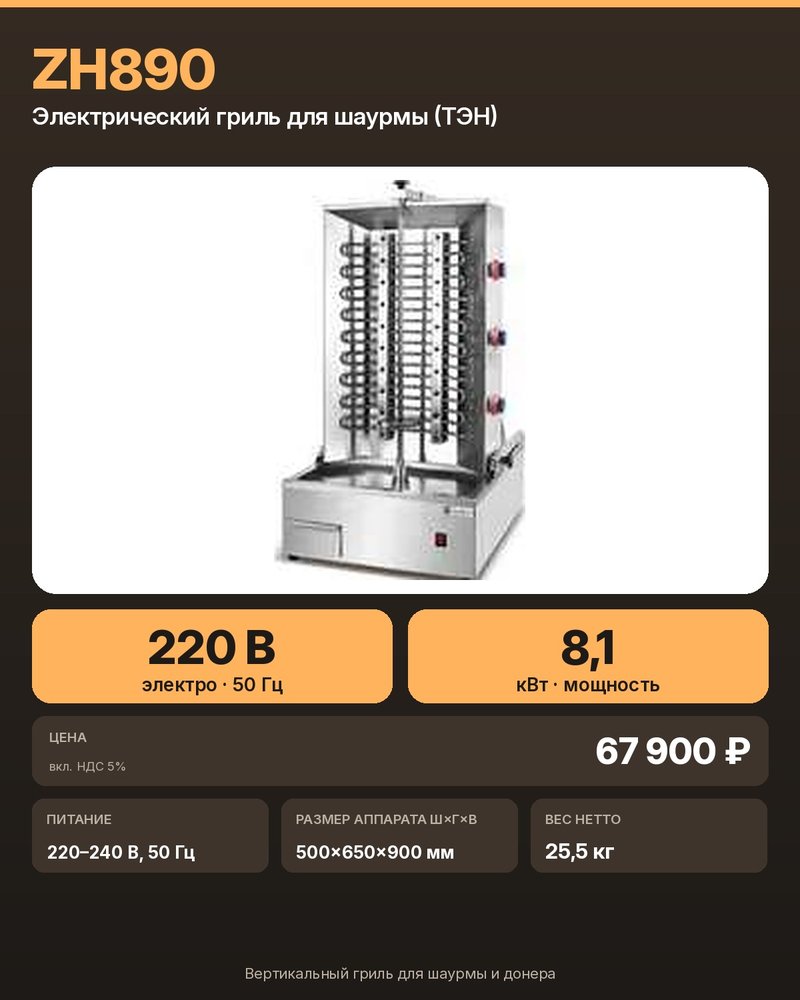 ZH890
Электрический гриль для шаурмы (ТЭН)
220 В
электро · 50 Гц
8,1
кВт · мощность
ЦЕНА
вкл. НДС 5%
67 900 ₽
ПИТАНИЕ
220–240 В, 50 Гц
РАЗМЕР АППАРАТА Ш×Г×В
500×650×900 мм
ВЕС НЕТТО
25,5 кг
Вертикальный гриль для шаурмы и донера